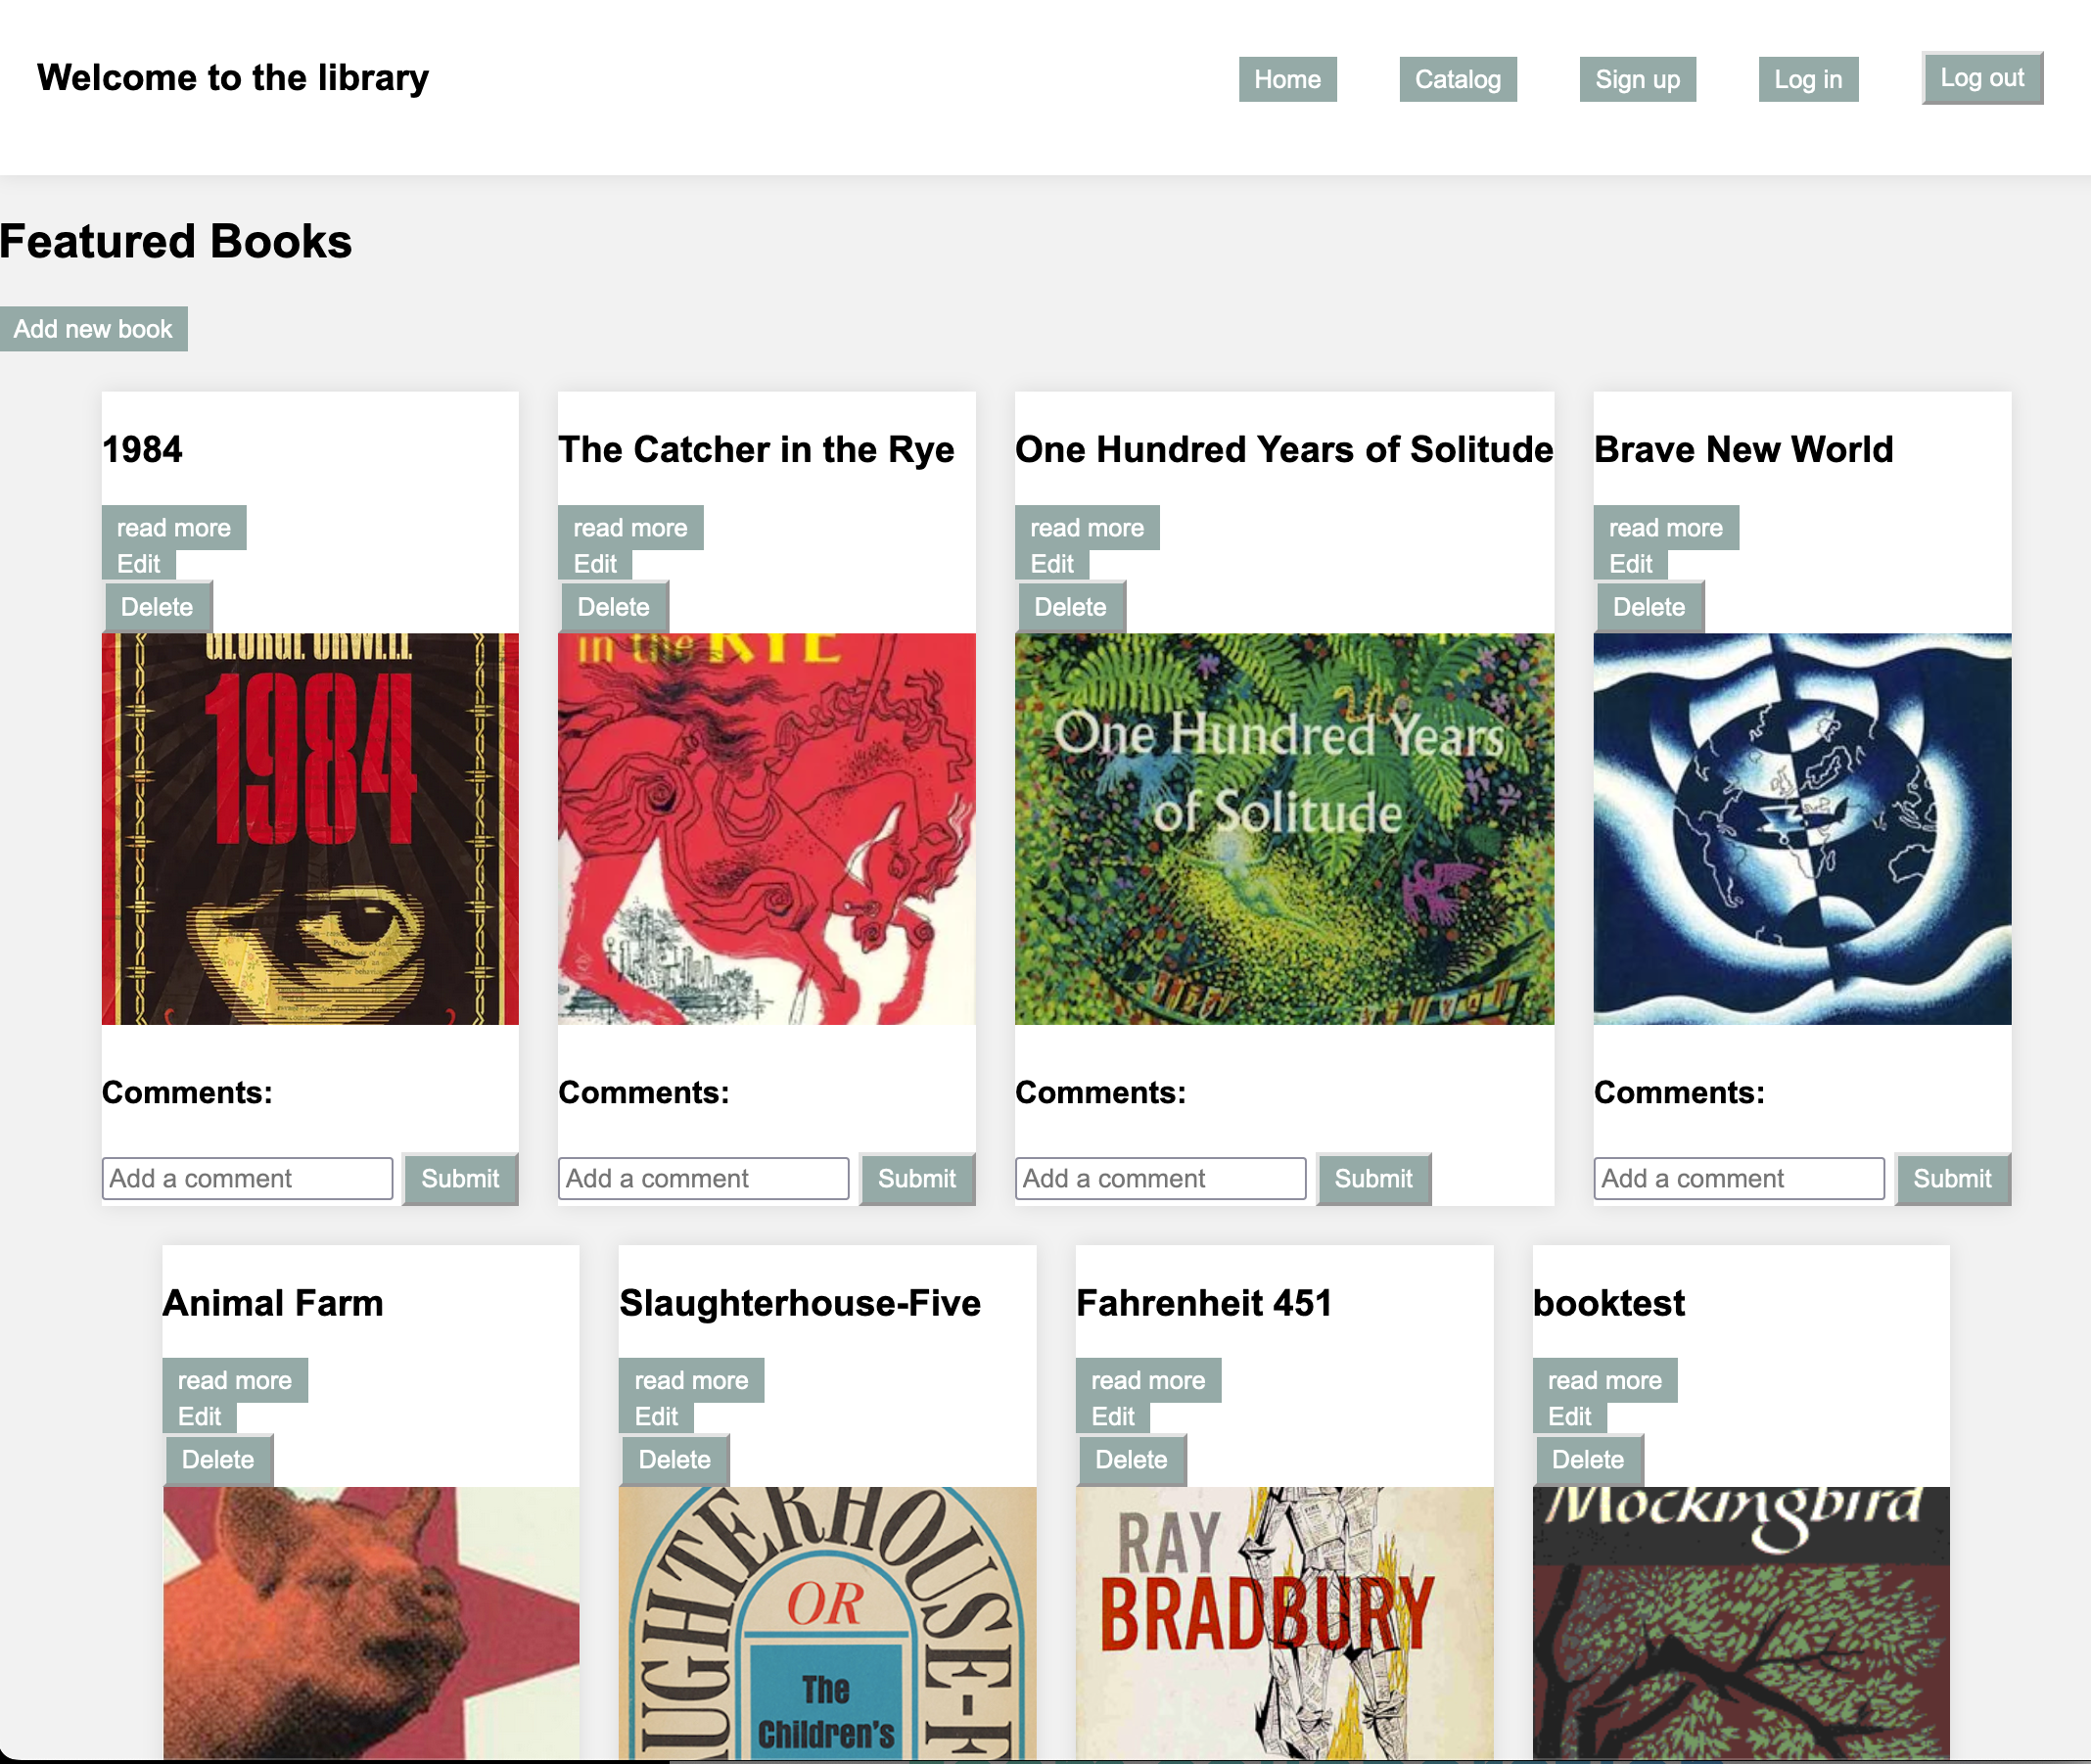 Welcome to the library
Home Catalog Sign up Log in Log out
Featured Books
Add new book
1984
read more
Edit
Delete
GEORGE ORWELL
1984
Comments:
Add a comment Submit
The Catcher in the Rye
read more
Edit
Delete
in the RYE
Comments:
Add a comment Submit
One Hundred Years of Solitude
read more
Edit
Delete
One Hundred Years
of Solitude
Comments:
Add a comment Submit
Brave New World
read more
Edit
Delete
Comments:
Add a comment Submit
Animal Farm
read more
Edit
Delete
Slaughterhouse-Five
read more
Edit
Delete
AUGHTERHOUSE-F
OR
The
Children's
Fahrenheit 451
read more
Edit
Delete
RAY
BRADBURY
booktest
read more
Edit
Delete
Mockingbird